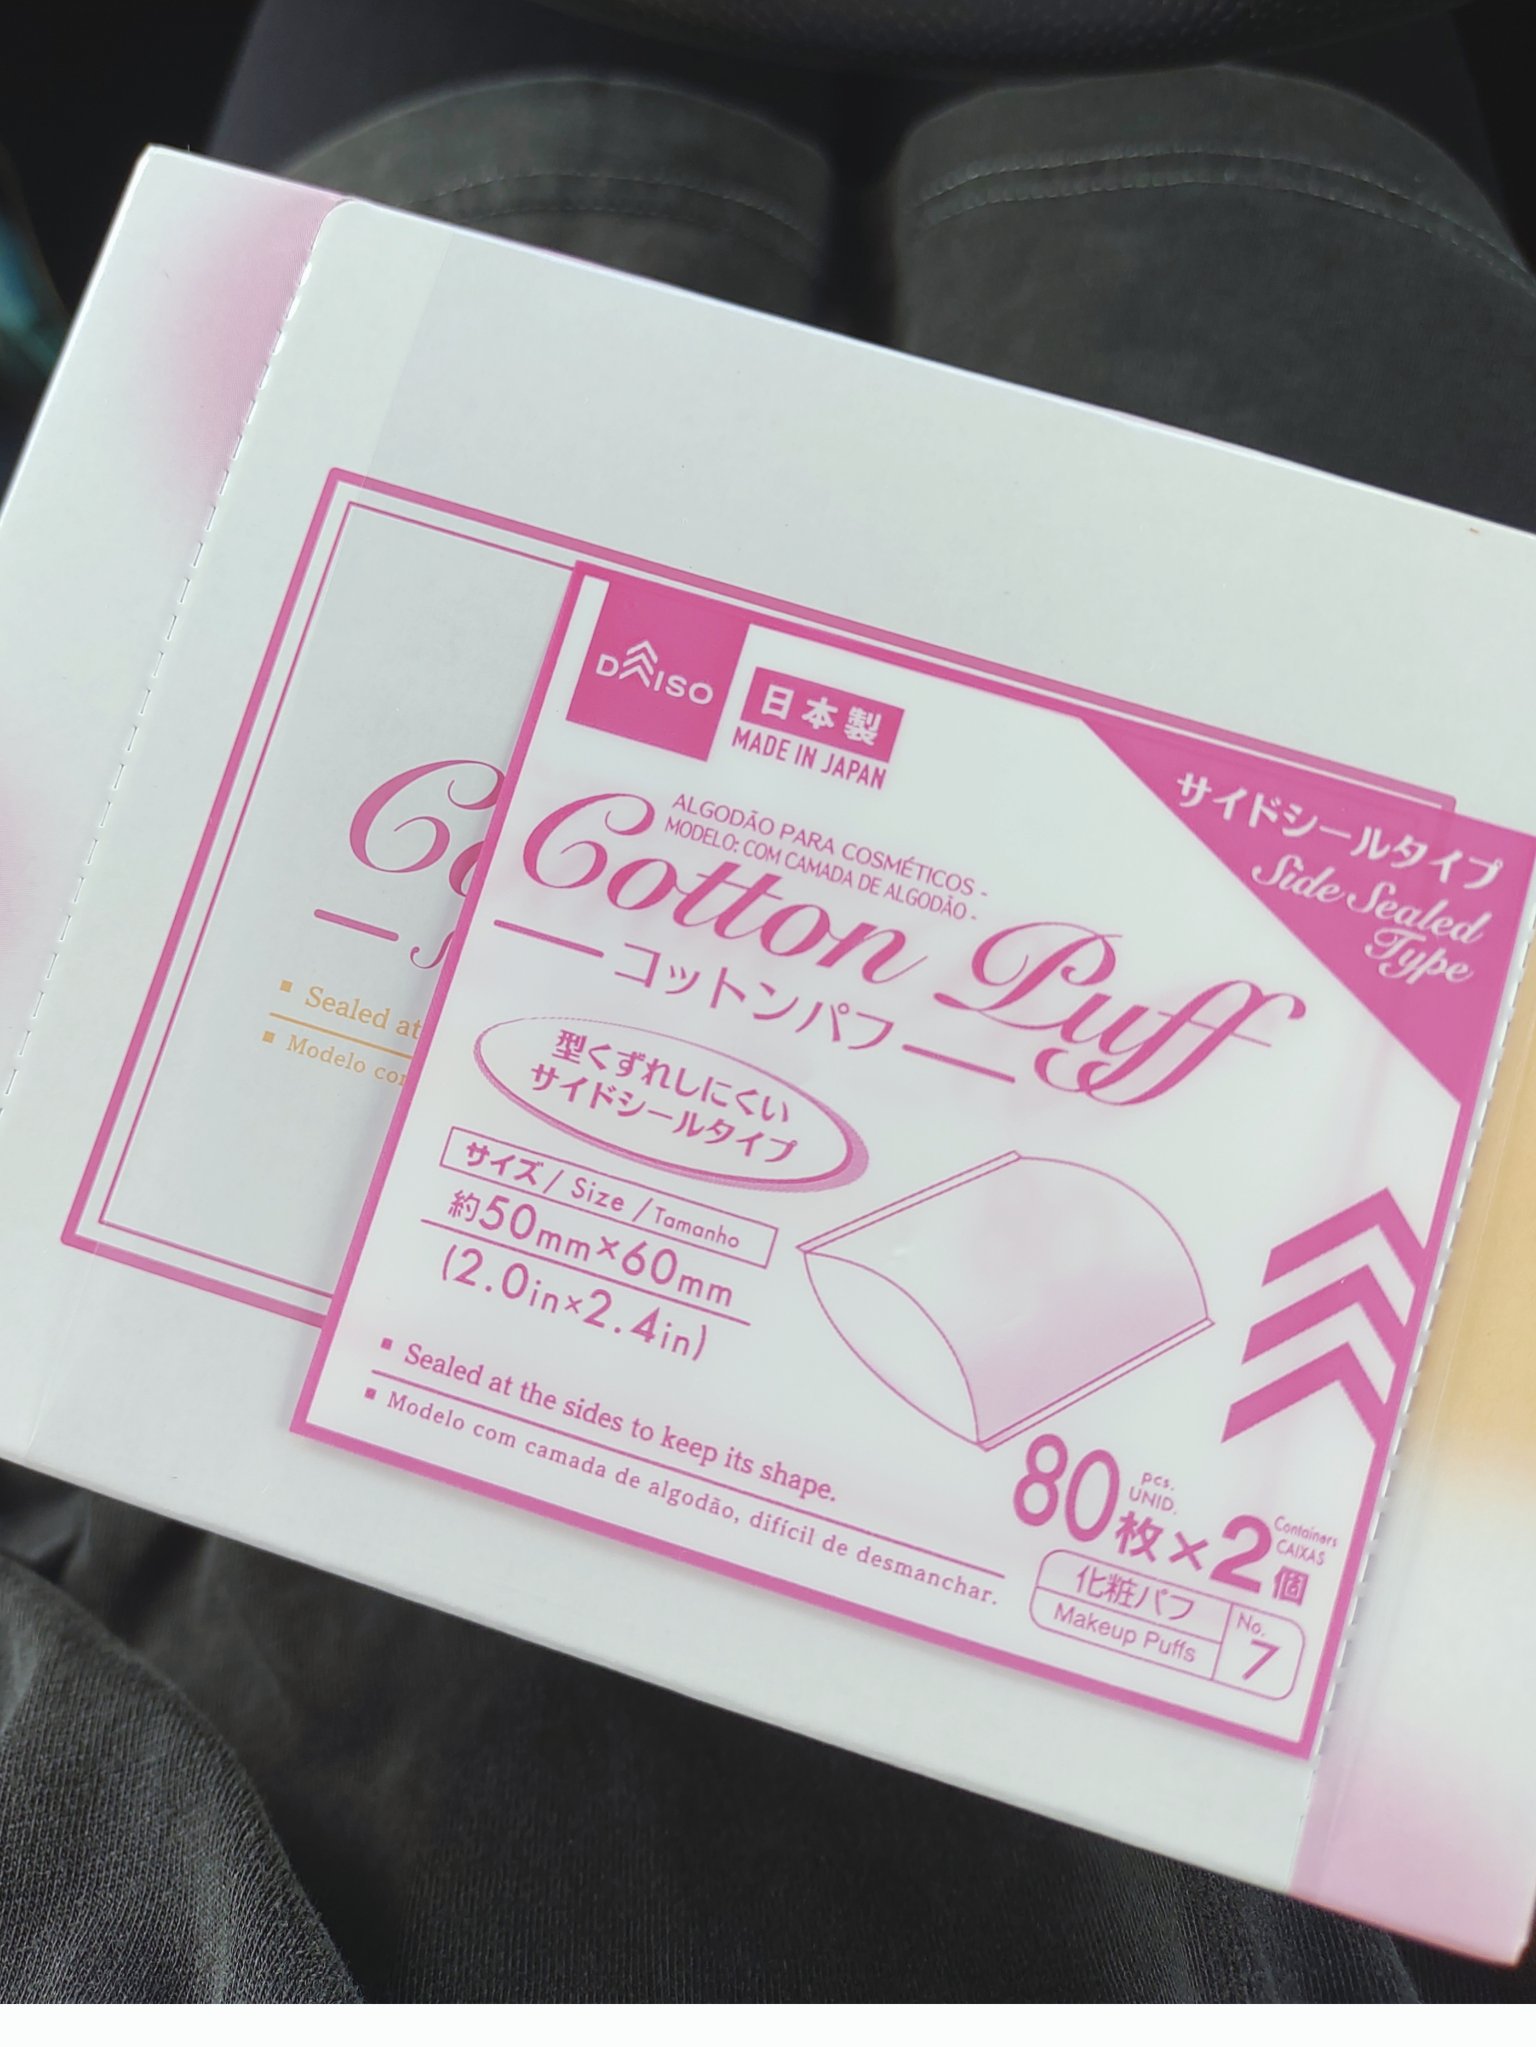 DAISO
日本製
MADE IN JAPAN
サイドシールタイプ
Side Sealed
Type
ALGODÃO PARA COSMÉTICOS -
MODELO: COM CAMADA DE ALGODÃO -
Cotton Puff
コットンパフ
型くずれしにくい
サイドシールタイプ
サイズ / Size / Tamanho
約50mm×60mm
(2.0in×2.4in)
▪ Sealed at the sides to keep its shape.
▪ Modelo com camada de algodão, difícil de desmanchar.
80 pcs. UNID. 枚×2 Containers CAIXAS 個
化粧パフ
Makeup Puffs
No.
7
▪ Sealed at
▪ Modelo